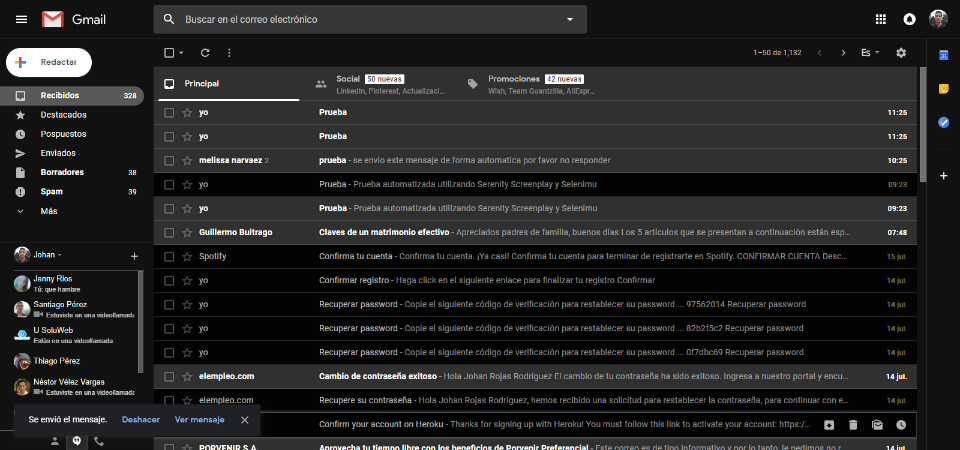 Gmail
Buscar en el correo electrónico
Redactar
1–50 de 1,132
Es
Recibidos 328
Destacados
Pospuestos
Enviados
Borradores 38
Spam 39
Más
Principal
Social 50 nuevas
LinkedIn, Pinterest, Actualizaci...
Promociones 42 nuevas
Wish, Team Guardzilla, AliExpr...
yo Prueba 11:25
yo Prueba 11:25
melissa narvaez 2 prueba - se envio este mensaje de forma automatica por favor no responder 10:25
yo Prueba - Prueba automatizada utilizando Serenity Screenplay y Selenimu 09:23
yo Prueba - Prueba automatizada utilizando Serenity Screenplay y Selenimu 09:23
Guillermo Buitrago Claves de un matrimonio efectivo - Apreciados padres de familia, buenos días Los 5 articulos que se presentan a continuación están esp... 07:48
Spotify Confirma tu cuenta - Confirma tu cuenta. ¡Ya casi! Confirma tu cuenta para terminar de registrarte en Spotify. CONFIRMAR CUENTA Desc... 15 jul.
yo Confirmar registro - Haga click en el siguiente enlace para finalizar tu registro Confirmar 14 jul.
yo Recuperar password - Copie el siguiente código de verificación para restablecer su password ... 97562014 Recuperar password 14 jul.
yo Recuperar password - Copie el siguiente código de verificación para restablecer su password ... 82b2f5c2 Recuperar password 14 jul.
yo Recuperar password - Copie el siguiente código de verificación para restablecer su password ... 0f7dbc69 Recuperar password 14 jul.
elempleo.com Cambio de contraseña exitoso - Hola Johan Rojas Rodríguez El cambio de tu contraseña ha sido exitoso. Ingresa a nuestro portal y encu... 14 jul.
elempleo.com Recupere su contraseña - Hola Johan Rojas Rodríguez, hemos recibido una solicitud para restablecer la contraseña, para continuar con e... 14 jul.
Confirm your account on Heroku - Thanks for signing up with Heroku! You must follow this link to activate your account: https:/...
PORVENIR S.A. Aprovecha tu tiempo libre con los beneficios de Porvenir Preferencial - Este correo es de tipo informativo y por lo tanto, le pedimos no r... 14 jul.
Johan
Jenny Rios
Tú: que hambre
Santiago Pérez
Estuviste en una videollamada
U SoluWeb
Estás en una videollamada.
Thiago Pérez
Néstor Vélez Vargas
Estuviste en una videollamada
Se envió el mensaje. Deshacer Ver mensaje